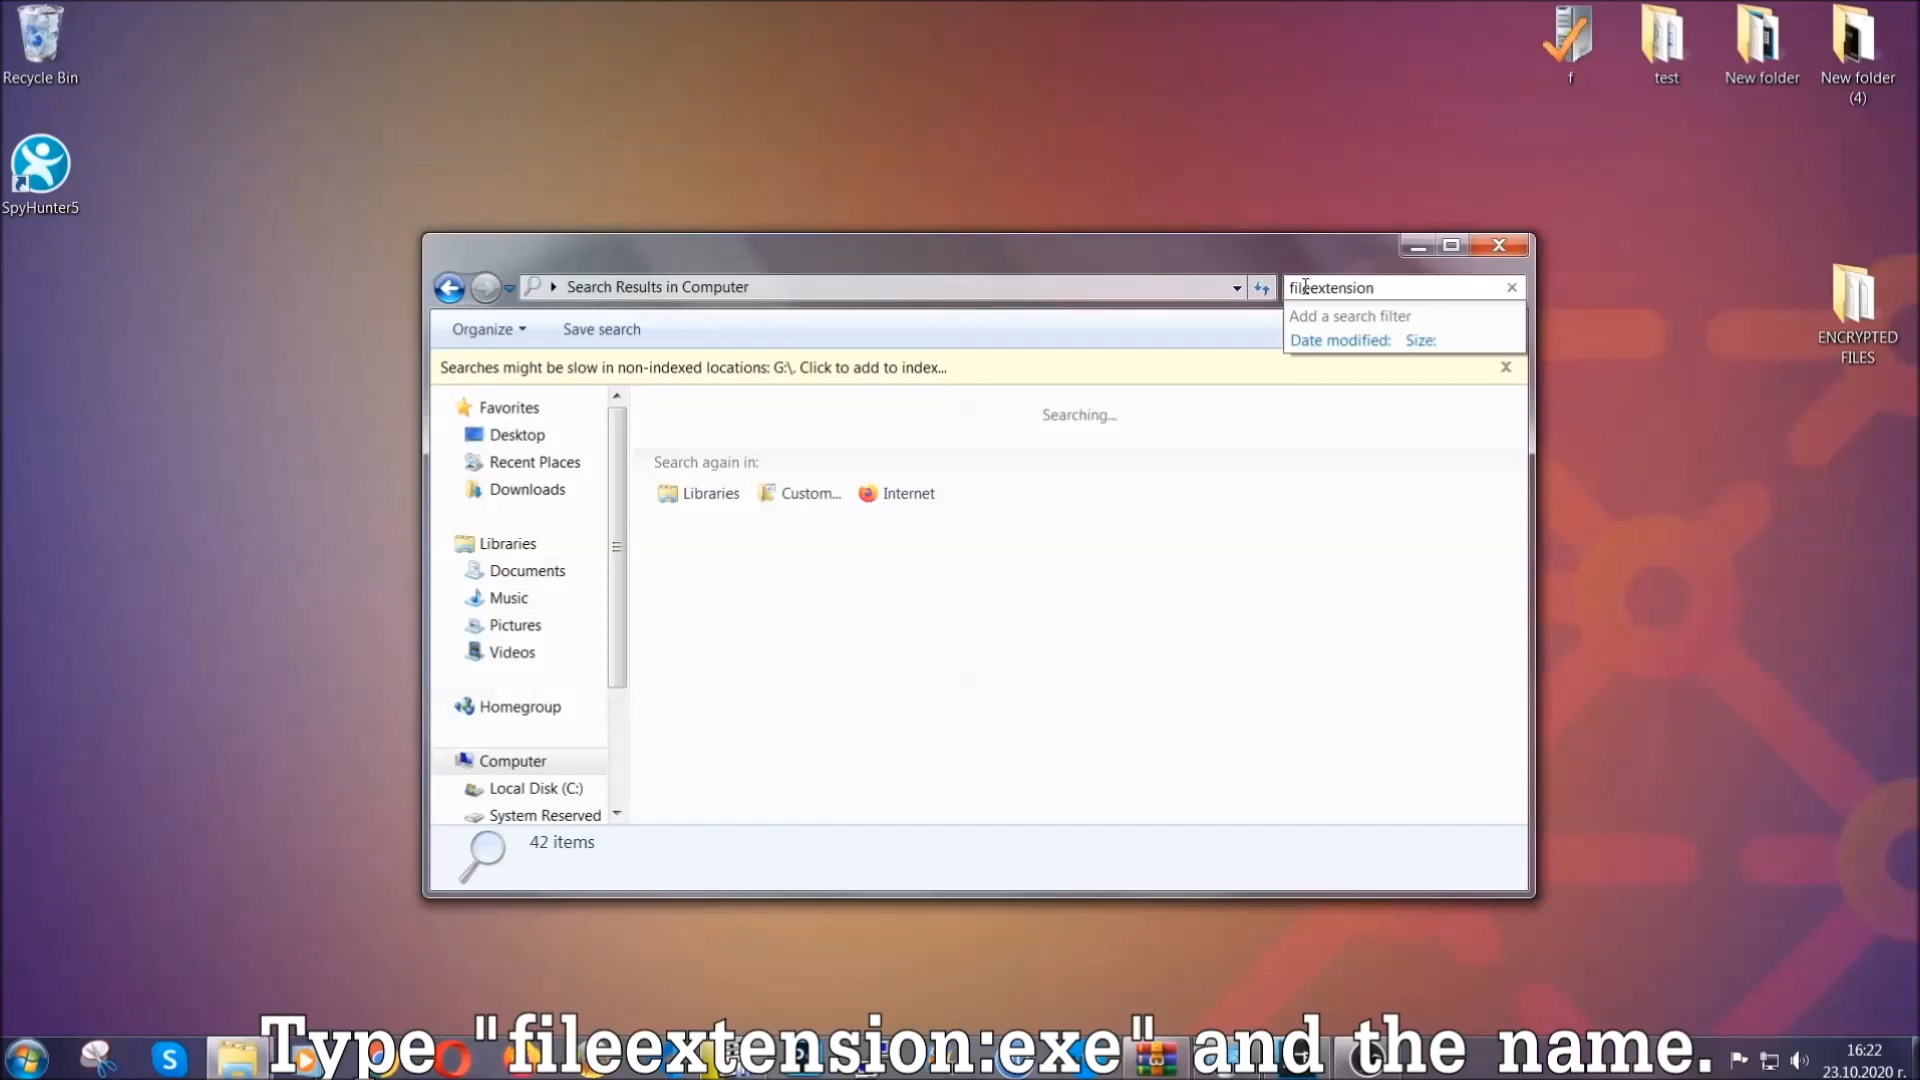 Recycle Bin
SpyHunter5
f
test
New folder
New folder
(4)
ENCRYPTED
FILES
Search Results in Computer
fileextension
Add a search filter
Date modified: Size:
Organize
Save search
Searches might be slow in non-indexed locations: G:\. Click to add to index...
Favorites
Desktop
Recent Places
Downloads
Libraries
Documents
Music
Pictures
Videos
Homegroup
Computer
Local Disk (C:)
System Reserved
Searching...
Search again in:
Libraries
Custom...
Internet
42 items
Type "fileextension:exe" and the name.
16:22
23.10.2020 г.